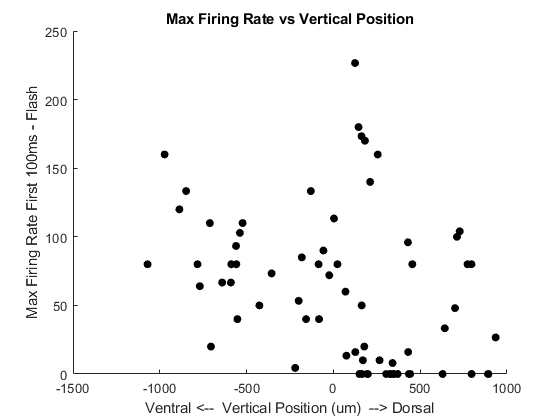 Max Firing Rate vs Vertical Position
250
200
150
100
50
0
Max Firing Rate First 100ms - Flash
-1500 -1000 -500 0 500 1000
Ventral <-- Vertical Position (um) --> Dorsal